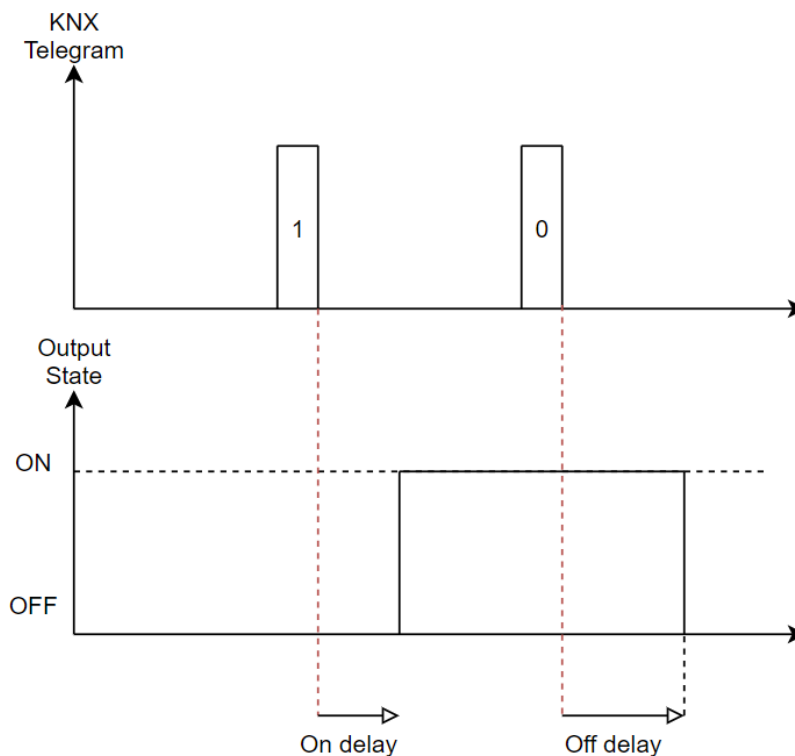 KNX
Telegram
1
0
Output
State
ON
OFF
On delay
Off delay